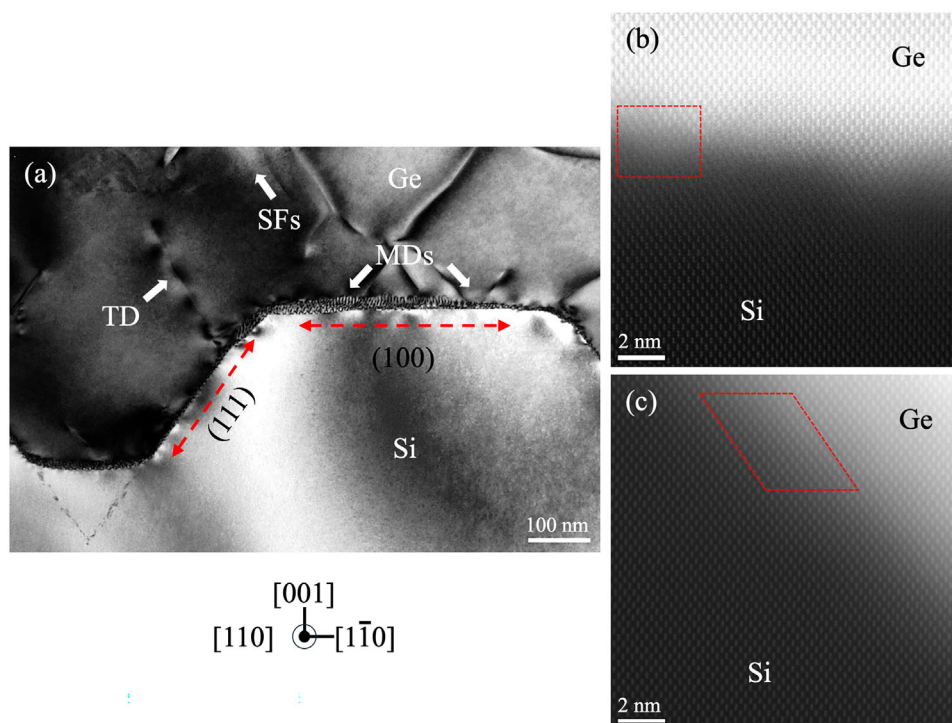 (a)
Ge
SFs
MDs
TD
(100)
(111)
Si
100 nm
[001]
[110]
[11̅0]
(b)
Ge
Si
2 nm
(c)
Ge
Si
2 nm